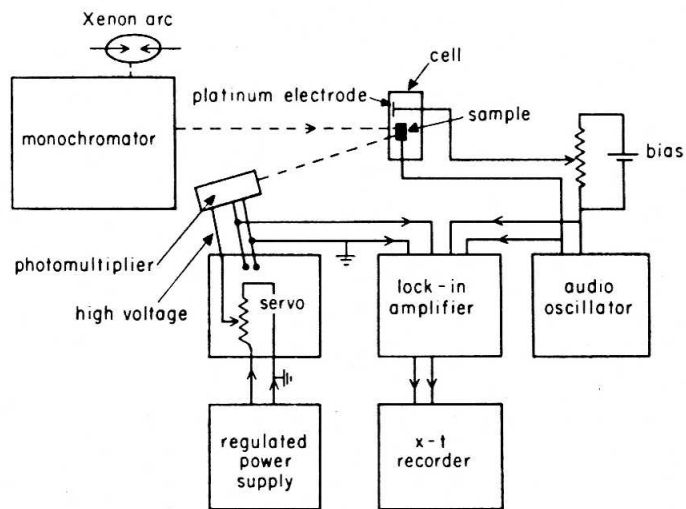 Xenon arc
cell
platinum electrode
sample
monochromator
bias
photomultiplier
high voltage
servo
lock-in
amplifier
audio
oscillator
regulated
power
supply
x-t
recorder